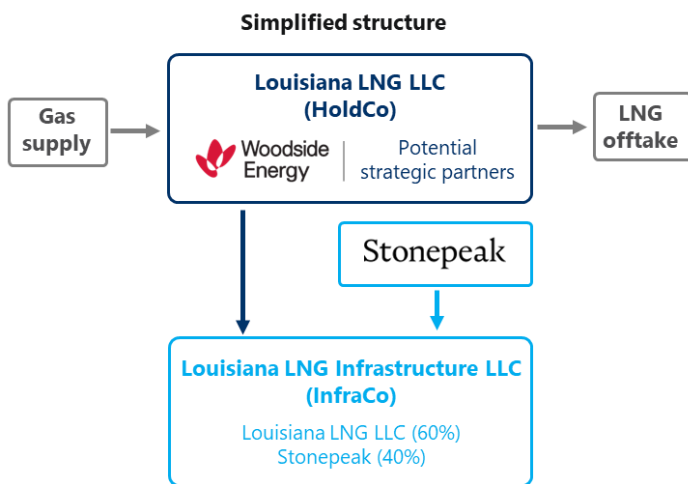 Simplified structure
Gas
supply
Louisiana LNG LLC
(HoldCo)
Woodside
Energy
Potential
strategic partners
LNG
offtake
Stonepeak
Louisiana LNG Infrastructure LLC
(InfraCo)
Louisiana LNG LLC (60%)
Stonepeak (40%)